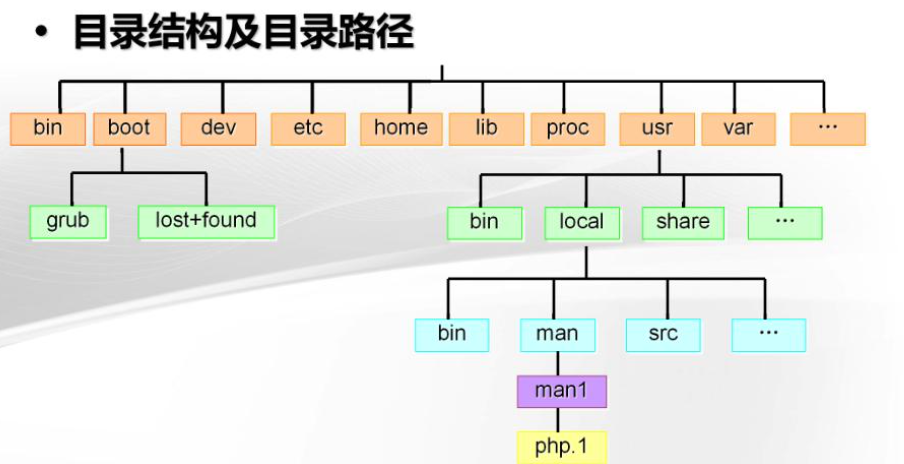 • 目录结构及目录路径
bin boot dev etc home lib proc usr var …
grub lost+found bin local share …
bin man src …
man1
php.1